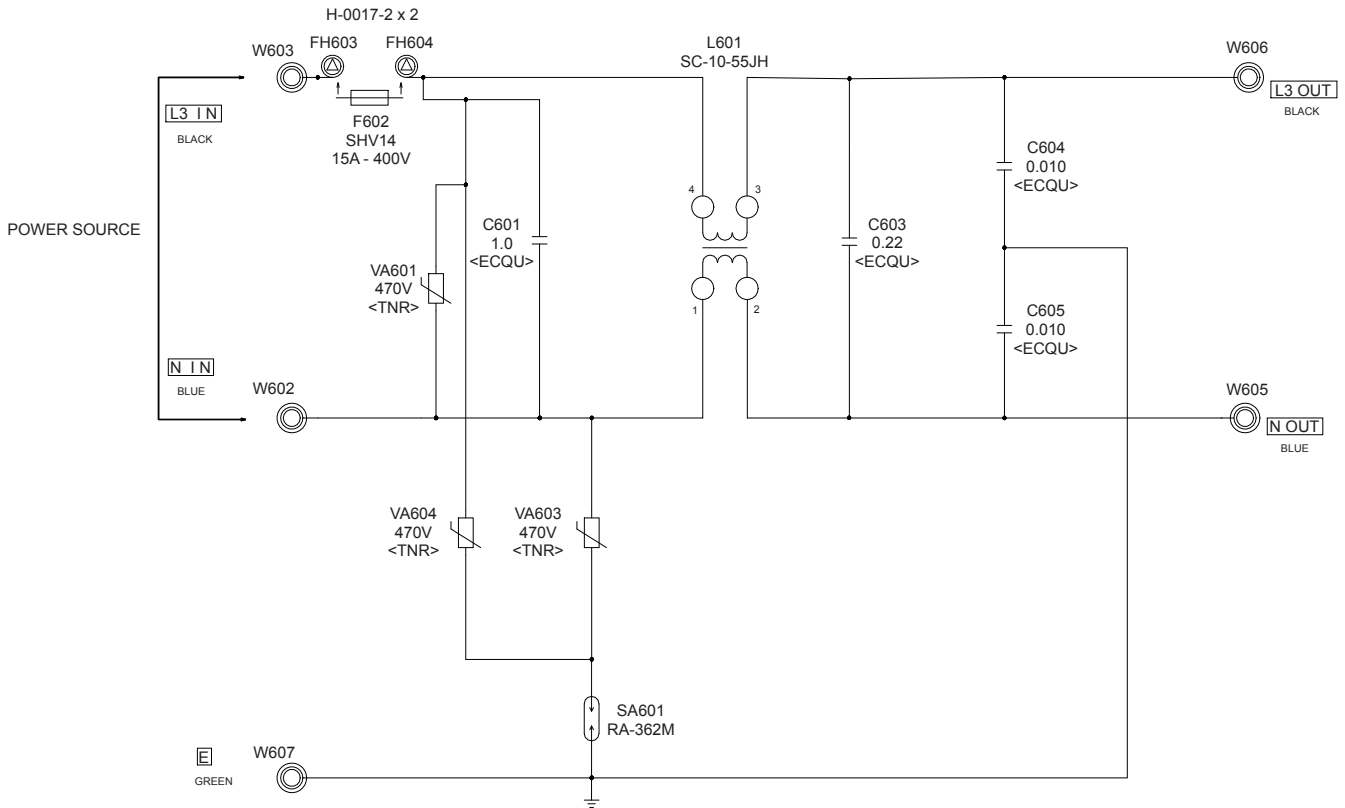 H-0017-2 x 2
FH603
FH604
W603
L3 IN
BLACK
F602
SHV14
15A - 400V
L601
SC-10-55JH
W606
L3 OUT
BLACK
C604
0.010
<ECQU>
4
3
POWER SOURCE
C601
1.0
<ECQU>
C603
0.22
<ECQU>
VA601
470V
<TNR>
1
2
C605
0.010
<ECQU>
N IN
BLUE
W602
W605
N OUT
BLUE
VA604
470V
<TNR>
VA603
470V
<TNR>
SA601
RA-362M
E
GREEN
W607